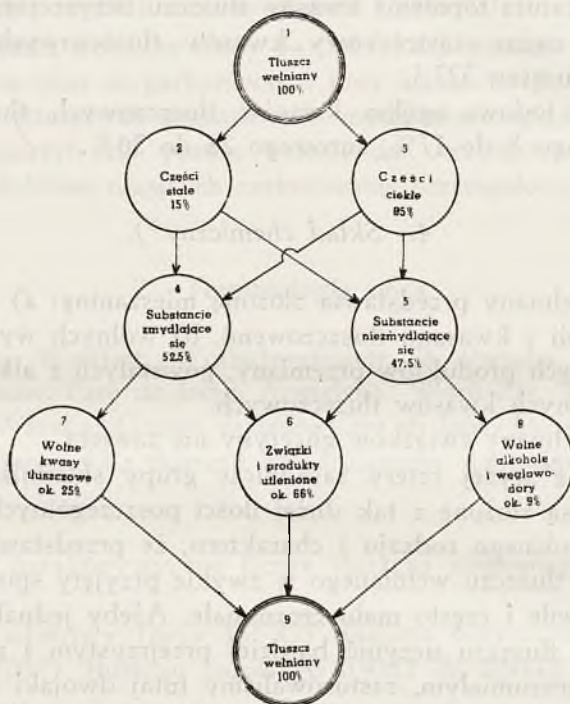 1
Tłuszcz
wełniany
100%
2
Części
stałe
15%
3
Części
ciekłe
85%
4
Substancje
zmydlające
się
52.5%
5
Substancje
niezmydlające
się
47.5%
7
Wolne
kwasy
tłuszczowe
ok. 25%
6
Związki
i produkty
utlenione
ok. 66%
8
Wolne
alkohole
węglowo-
dory
ok. 9%
9
Tłuszcz
wełniany
100%